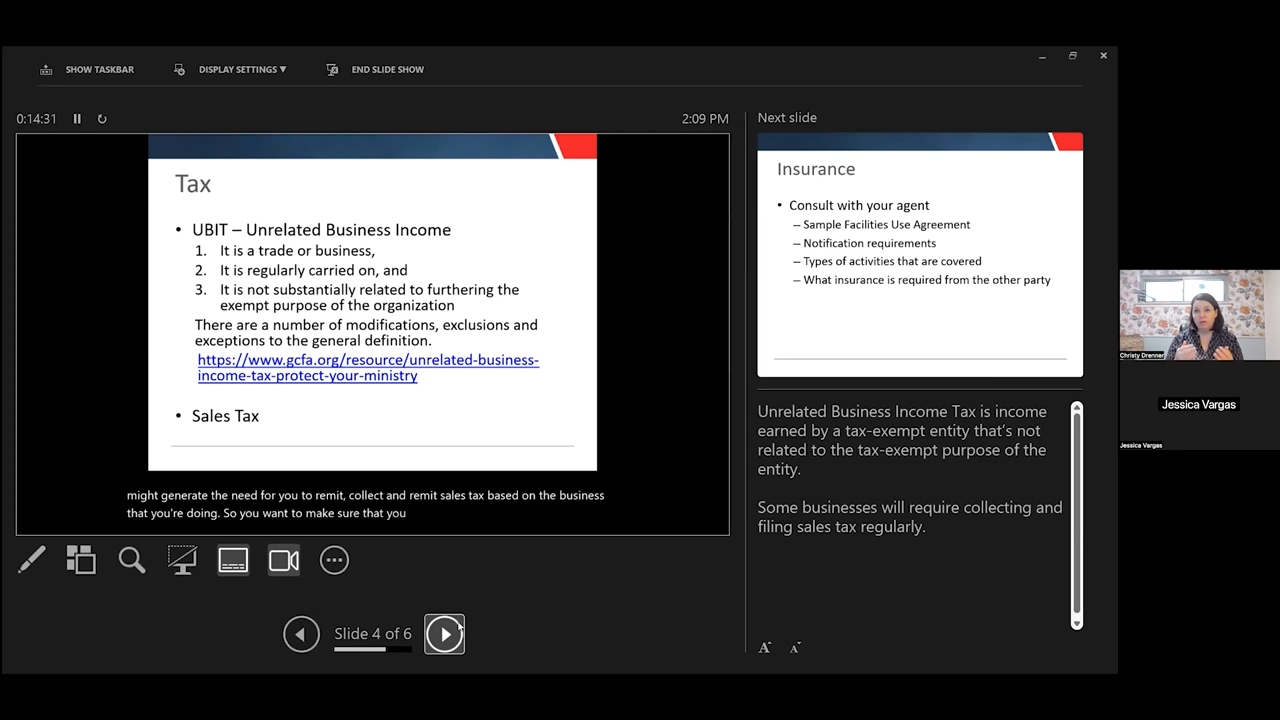 SHOW TASKBAR
DISPLAY SETTINGS ▼
END SLIDE SHOW
0:14:31
2:09 PM
Tax
• UBIT – Unrelated Business Income
1. It is a trade or business,
2. It is regularly carried on, and
3. It is not substantially related to furthering the
exempt purpose of the organization
There are a number of modifications, exclusions and
exceptions to the general definition.
https://www.gcfa.org/resource/unrelated-business-
income-tax-protect-your-ministry
• Sales Tax
might generate the need for you to remit, collect and remit sales tax based on the business
that you're doing. So you want to make sure that you
Slide 4 of 6
Next slide
Insurance
• Consult with your agent
– Sample Facilities Use Agreement
– Notification requirements
– Types of activities that are covered
– What insurance is required from the other party
Unrelated Business Income Tax is income
earned by a tax-exempt entity that's not
related to the tax-exempt purpose of the
entity.
Some businesses will require collecting and
filing sales tax regularly.
A A
Christy Drenner
Jessica Vargas
Jessica Vargas